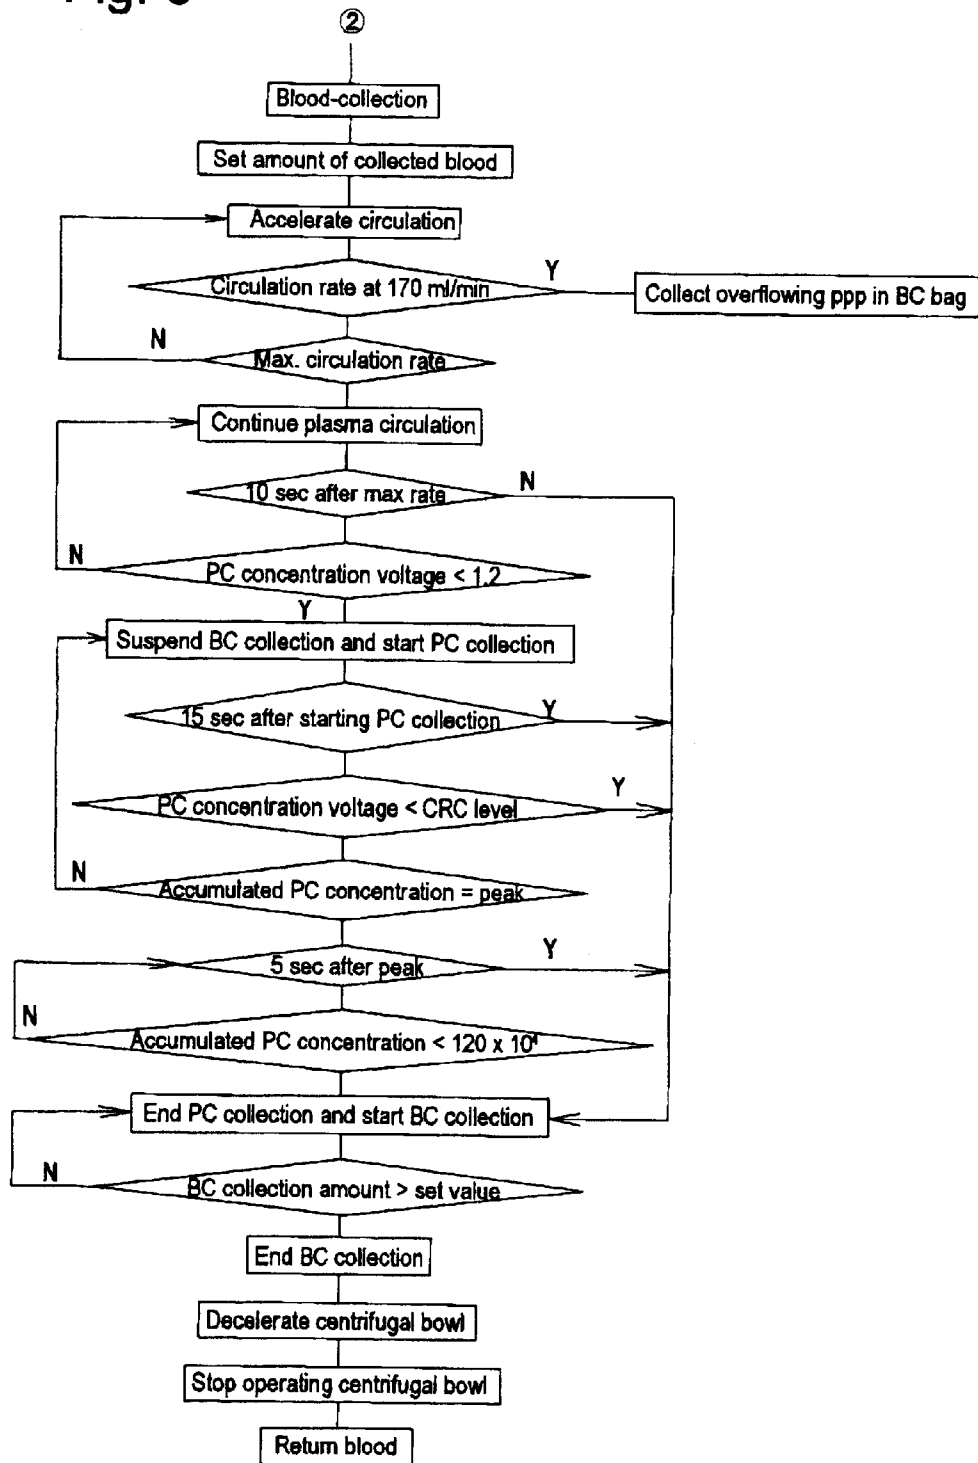 ②
Blood-collection
Set amount of collected blood
Accelerate circulation
Circulation rate at 170 ml/min
Y
Collect overflowing ppp in BC bag
N
Max. circulation rate
Continue plasma circulation
10 sec after max rate
N
N
PC concentration voltage < 1.2
Y
Suspend BC collection and start PC collection
15 sec after starting PC collection
Y
PC concentration voltage < CRC level
Y
N
Accumulated PC concentration = peak
5 sec after peak
Y
N
Accumulated PC concentration < 120 x 10⁴
End PC collection and start BC collection
N
BC collection amount > set value
End BC collection
Decelerate centrifugal bowl
Stop operating centrifugal bowl
Return blood